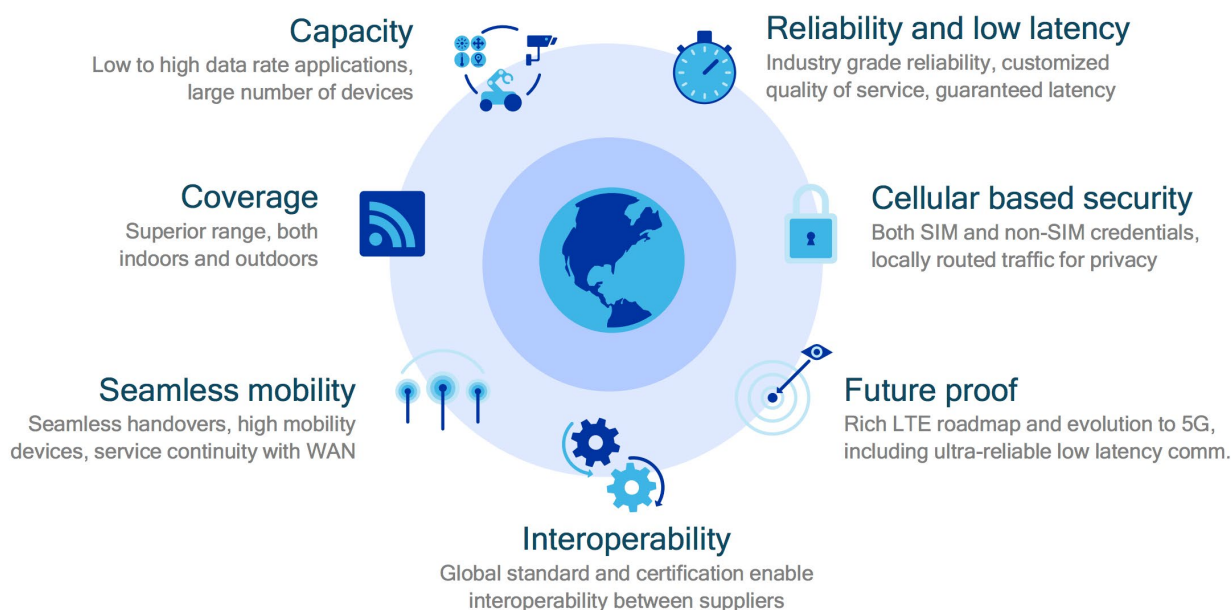 Capacity
Low to high data rate applications,
large number of devices
Reliability and low latency
Industry grade reliability, customized
quality of service, guaranteed latency
Coverage
Superior range, both
indoors and outdoors
Cellular based security
Both SIM and non-SIM credentials,
locally routed traffic for privacy
Seamless mobility
Seamless handovers, high mobility
devices, service continuity with WAN
Future proof
Rich LTE roadmap and evolution to 5G,
including ultra-reliable low latency comm.
Interoperability
Global standard and certification enable
interoperability between suppliers